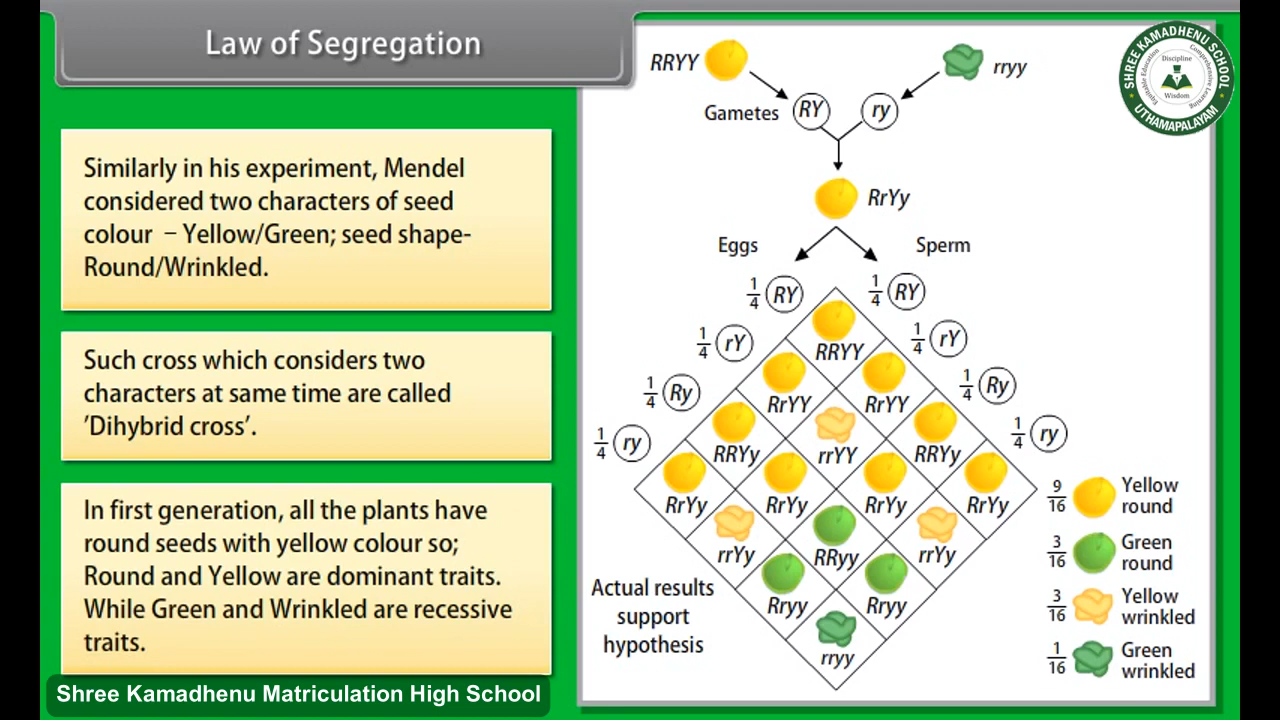 Law of Segregation
Similarly in his experiment, Mendel
considered two characters of seed
colour – Yellow/Green; seed shape-
Round/Wrinkled.
Such cross which considers two
characters at same time are called
'Dihybrid cross'.
In first generation, all the plants have
round seeds with yellow colour so;
Round and Yellow are dominant traits.
While Green and Wrinkled are recessive
traits.
Shree Kamadhenu Matriculation High School
RRYY
rryy
Gametes RY ry
RrYy
Eggs Sperm
1/4 RY 1/4 RY
RRYY
1/4 rY 1/4 rY
RrYY RrYY
1/4 Ry 1/4 Ry
RRYy rrYY RRYy
1/4 ry 1/4 ry
RrYy RrYy RrYy RrYy
rrYy RRyy rrYy
Rryy Rryy
rryy
Actual results
support
hypothesis
9/16 Yellow
round
3/16 Green
round
3/16 Yellow
wrinkled
1/16 Green
wrinkled
SHREE KAMADHENU SCHOOL
UTHAMAPALAYAM
Discipline
Wisdom
Equitable Education
Comprehensive Learning